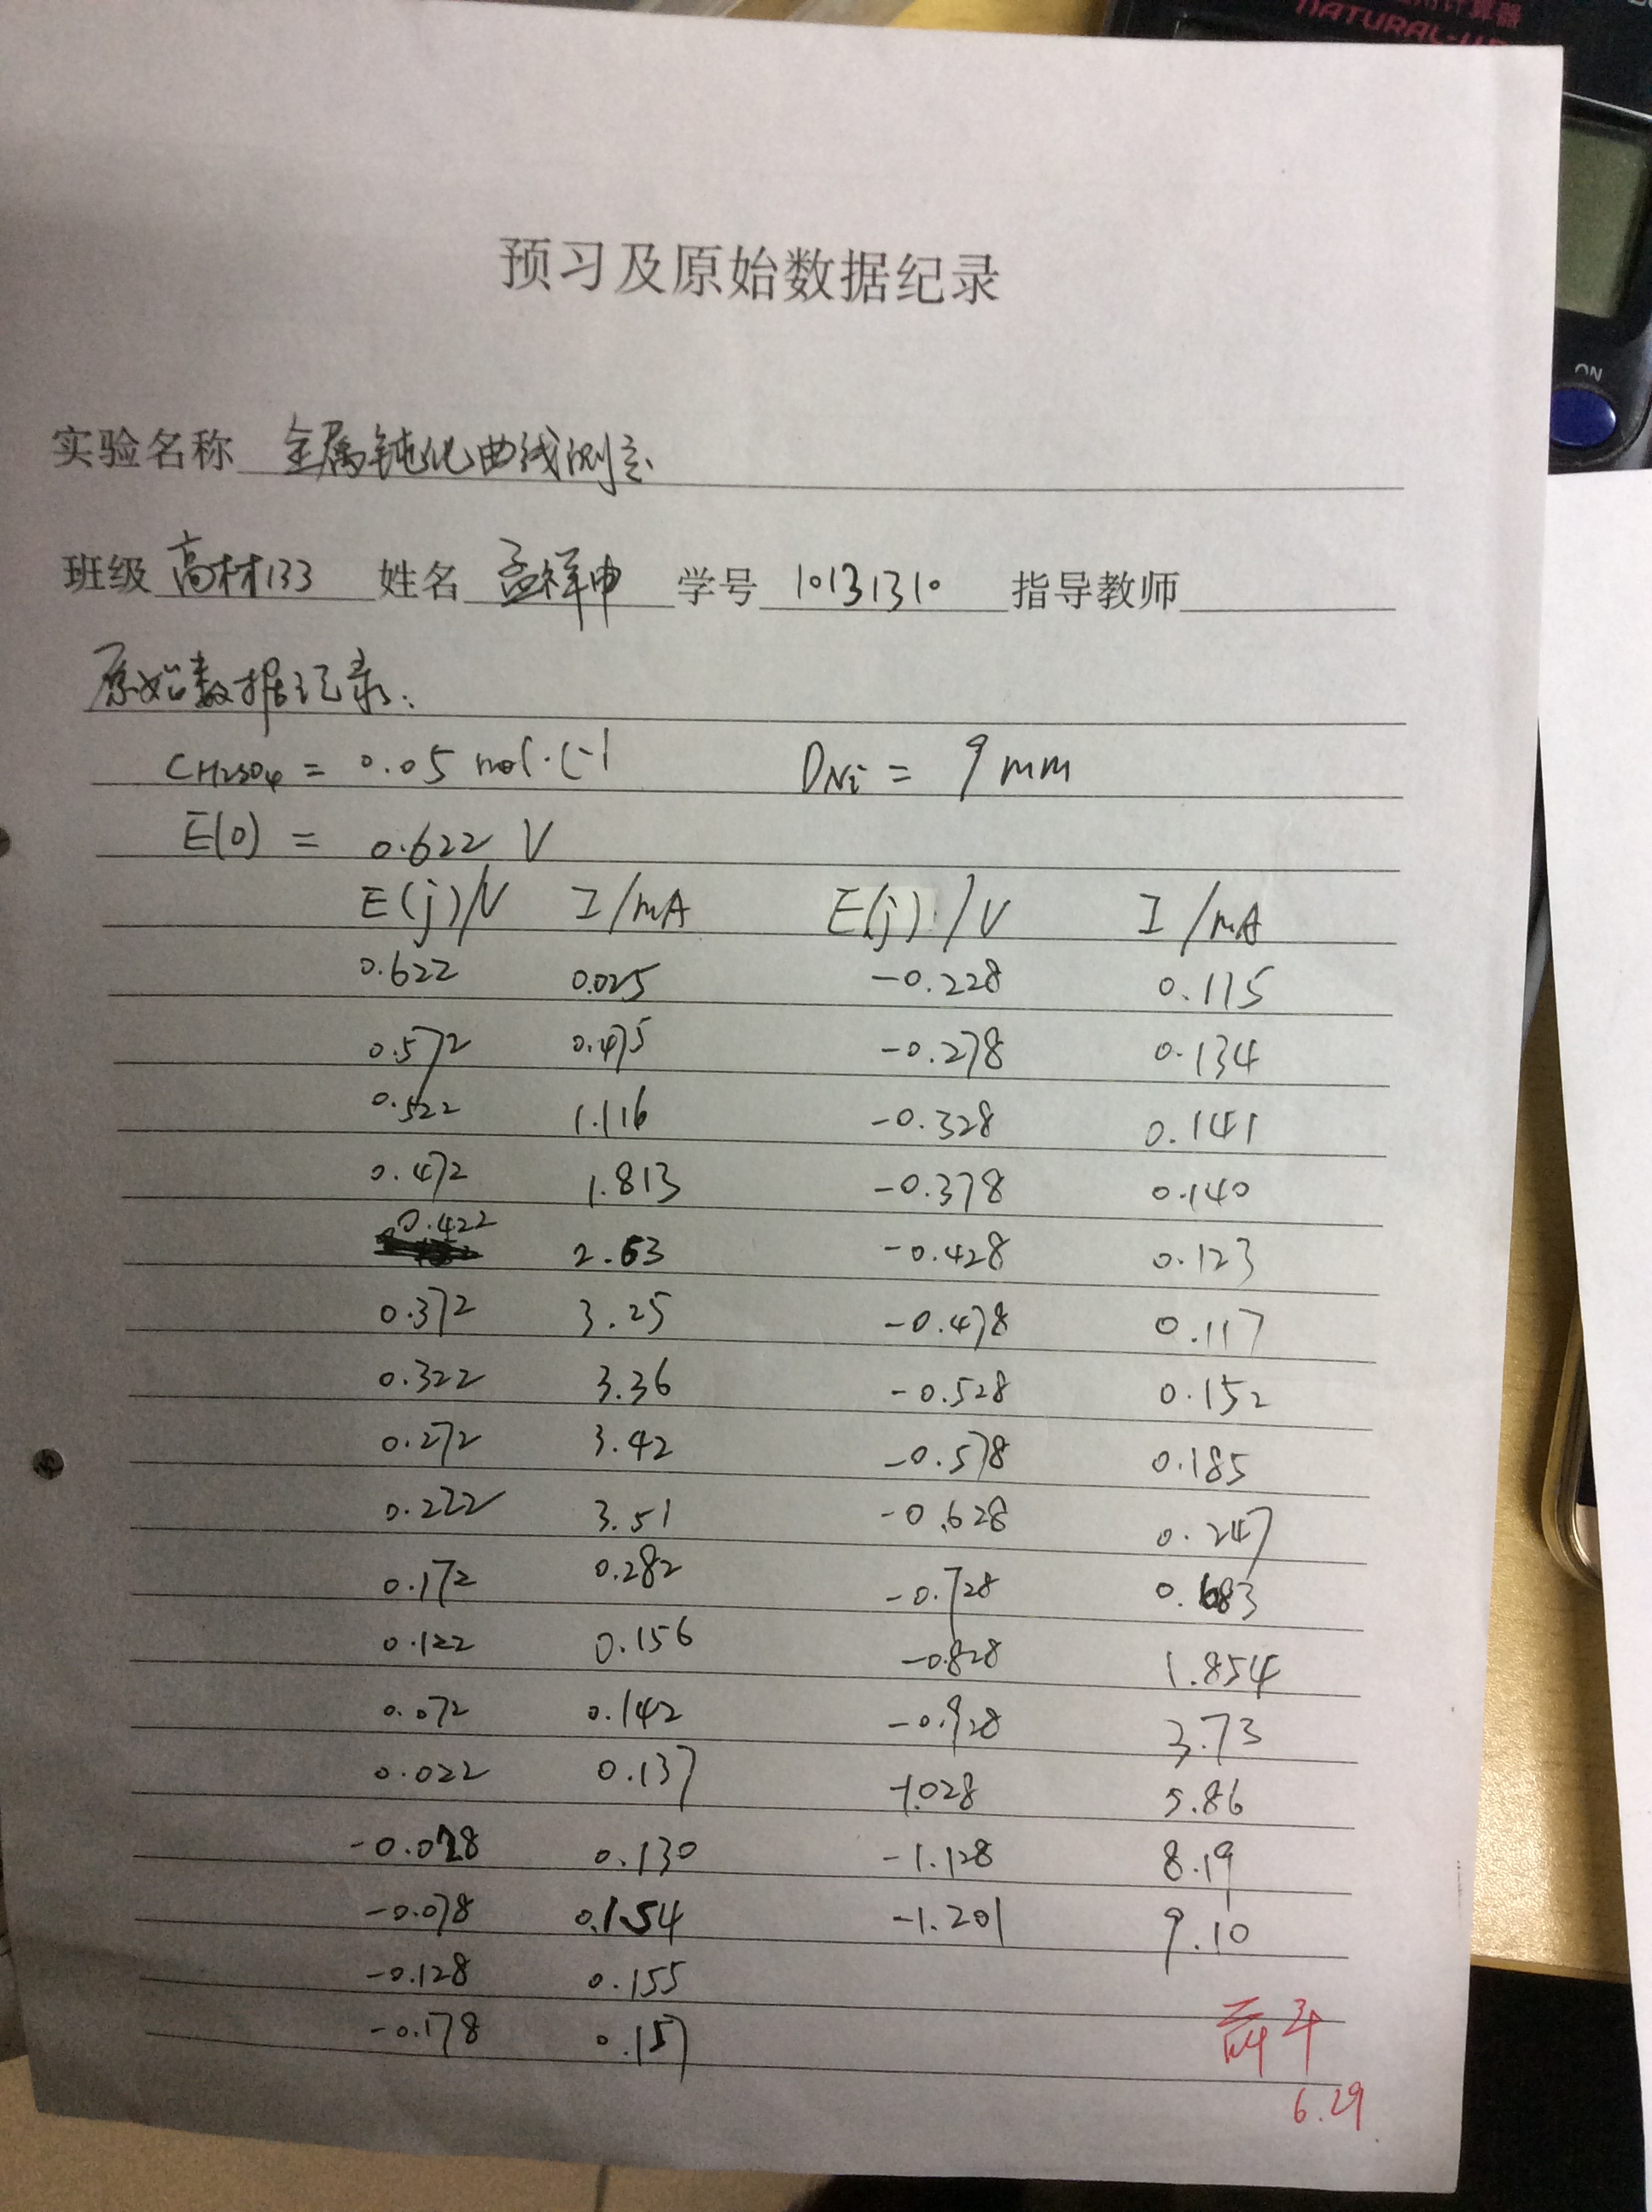 计算器
NATURAL
ON
预习及原始数据纪录
实验名称 金属钝化曲线测定
班级 高材133 姓名 孟祥申 学号 10131310 指导教师
原始数据记录:
CH2SO4 = 0.05 mol·L-1 DNi = 9 mm
E(0) = 0.622 V
E(j)/V I/mA E(j)/V I/mA
0.622 0.025 -0.228 0.115
0.572 0.475 -0.278 0.134
0.522 1.116 -0.328 0.141
0.472 1.813 -0.378 0.140
0.422 2.63 -0.428 0.123
0.372 3.25 -0.478 0.117
0.322 3.36 -0.528 0.152
0.272 3.42 -0.578 0.185
0.222 3.51 -0.628 0.247
0.172 0.282 -0.728 0.683
0.122 0.156 -0.828 1.854
0.072 0.142 -0.928 3.73
0.022 0.137 -1.028 5.86
-0.028 0.130 -1.128 8.19
-0.078 0.154 -1.201 9.10
-0.128 0.155
-0.178 0.157
6.29